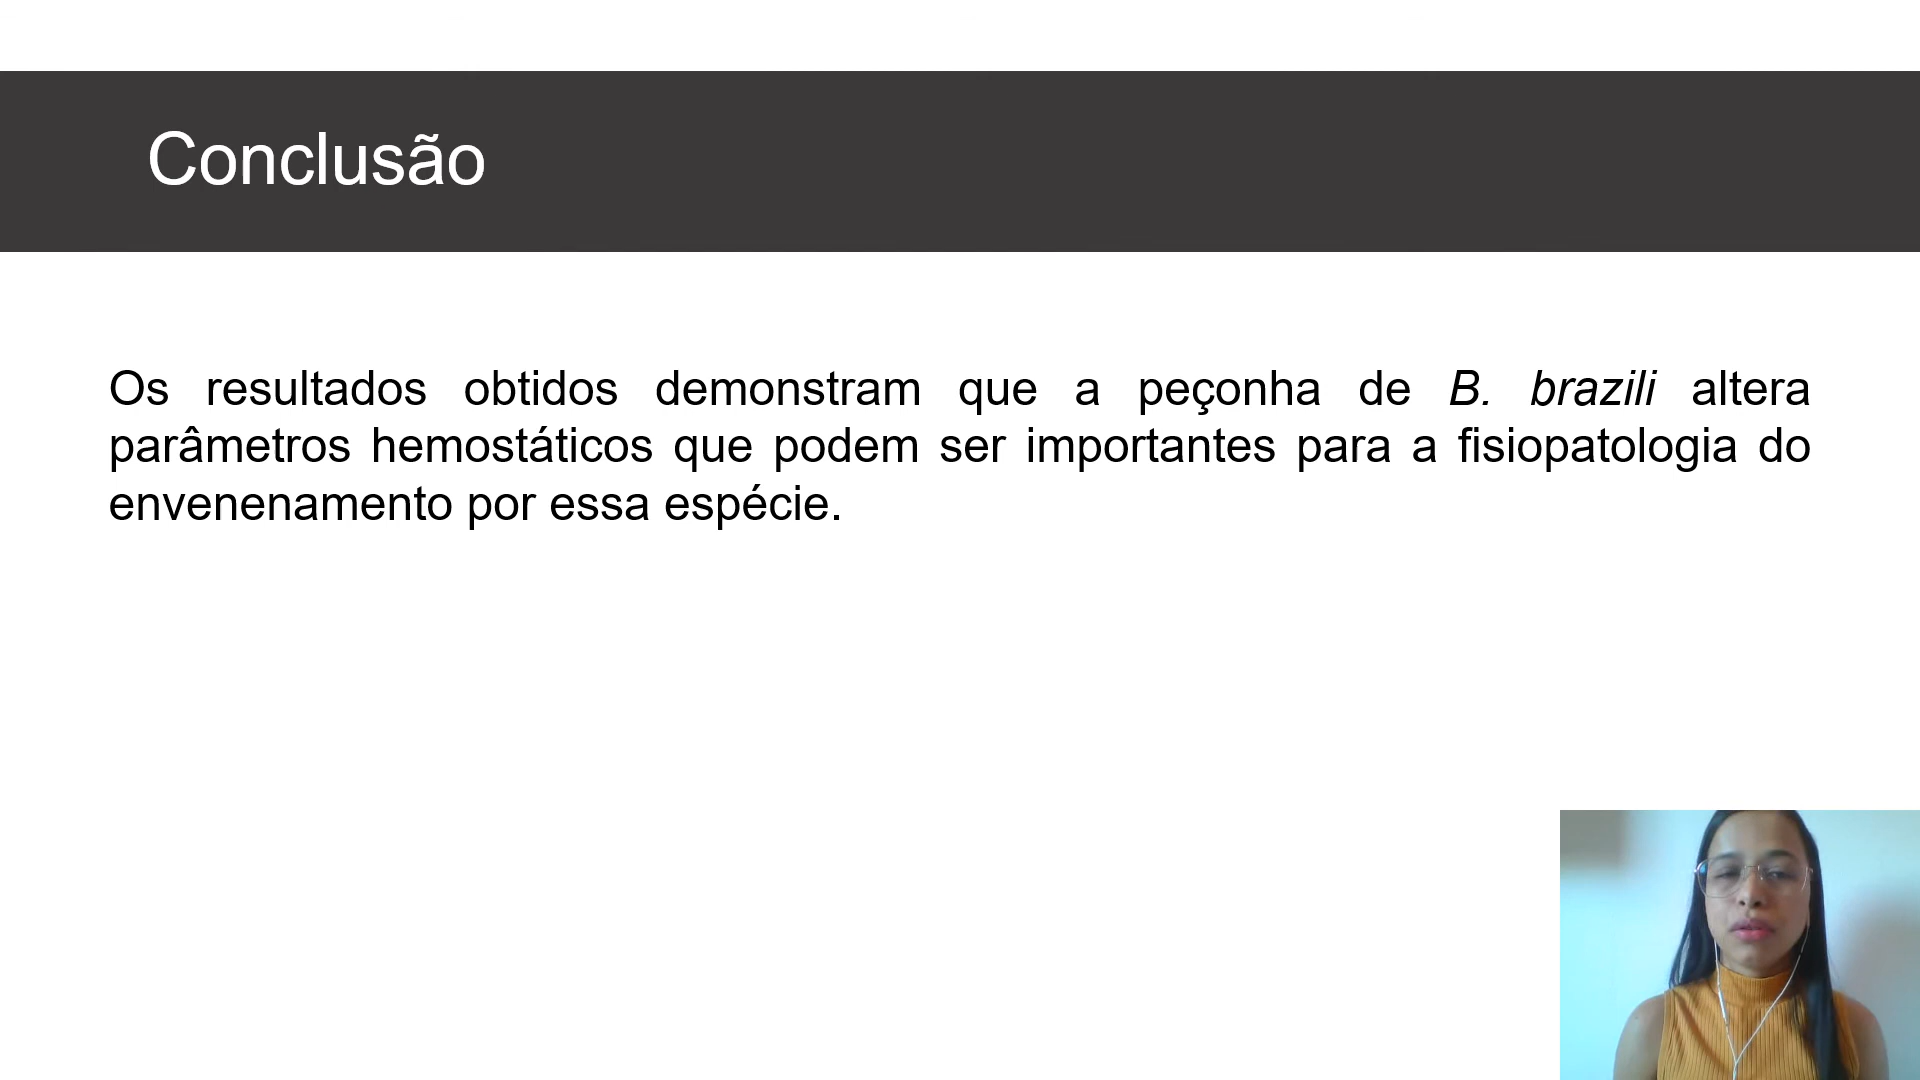 Conclusão
Os resultados obtidos demonstram que a peçonha de B. brazili altera
parâmetros hemostáticos que podem ser importantes para a fisiopatologia do
envenenamento por essa espécie.